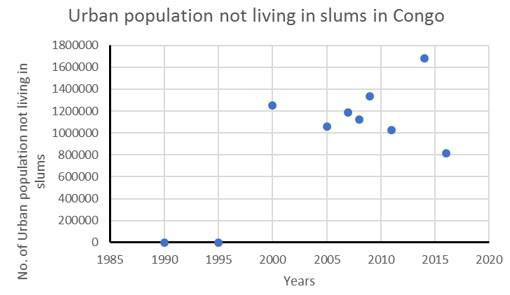 Urban population not living in slums in Congo
No. of Urban population not living in
slums
1800000
1600000
1400000
1200000
1000000
800000
600000
400000
200000
0
1985 1990 1995 2000 2005 2010 2015 2020
Years